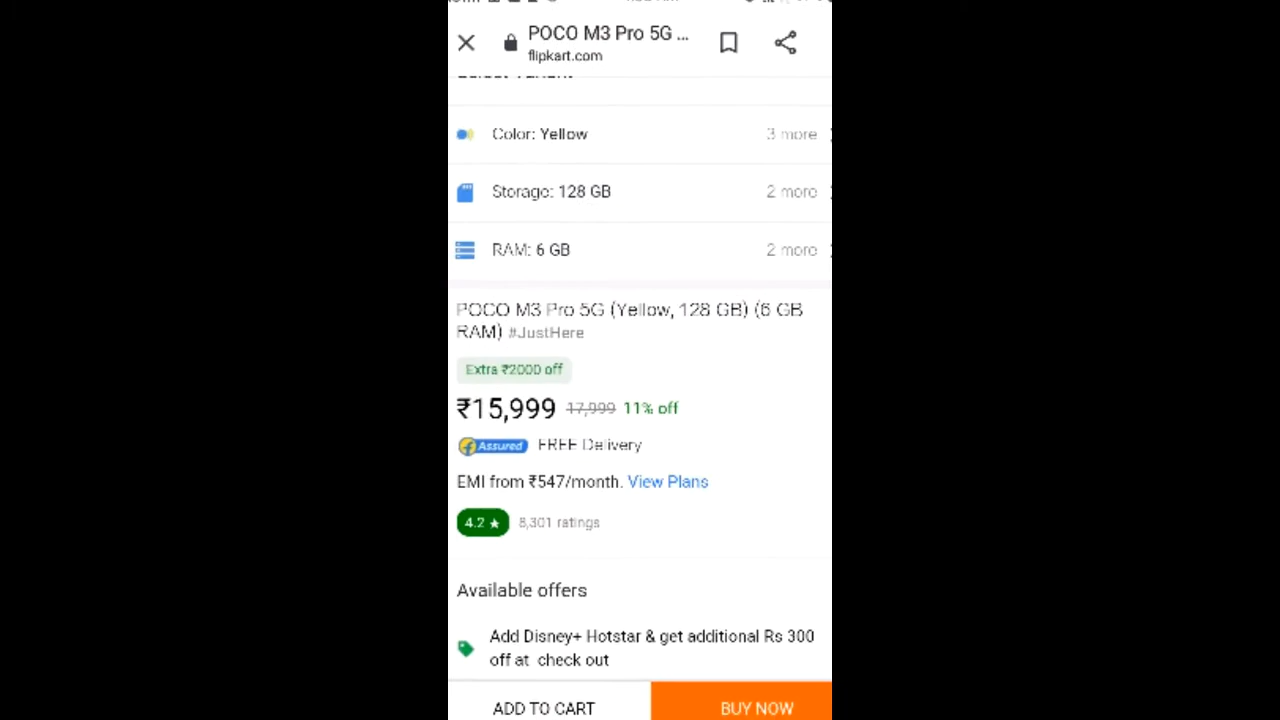 POCO M3 Pro 5G ...
flipkart.com
Color: Yellow
3 more
Storage: 128 GB
2 more
RAM: 6 GB
2 more
POCO M3 Pro 5G (Yellow, 128 GB) (6 GB
RAM) #JustHere
Extra ₹2000 off
₹15,999 17,999 11% off
Assured FREE Delivery
EMI from ₹547/month. View Plans
4.2 ★ 8,301 ratings
Available offers
Add Disney+ Hotstar & get additional Rs 300
off at check out
ADD TO CART
BUY NOW